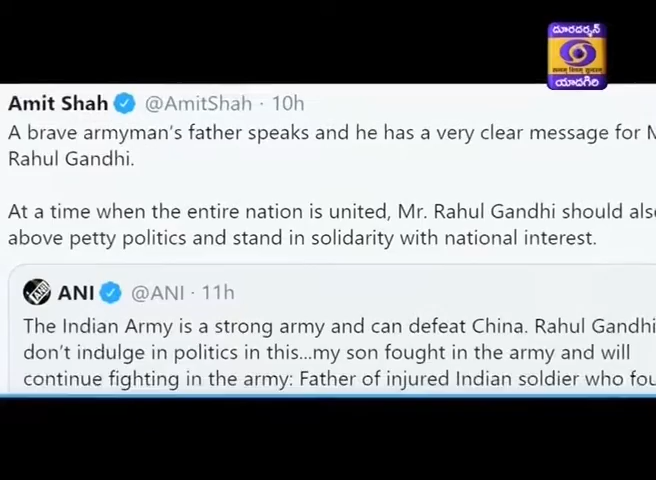 దూరదర్శన్
యాదగిరి
Amit Shah @AmitShah · 10h
A brave armyman's father speaks and he has a very clear message for M
Rahul Gandhi.
At a time when the entire nation is united, Mr. Rahul Gandhi should als
above petty politics and stand in solidarity with national interest.
ANI @ANI · 11h
The Indian Army is a strong army and can defeat China. Rahul Gandhi
don't indulge in politics in this...my son fought in the army and will
continue fighting in the army: Father of injured Indian soldier who fou